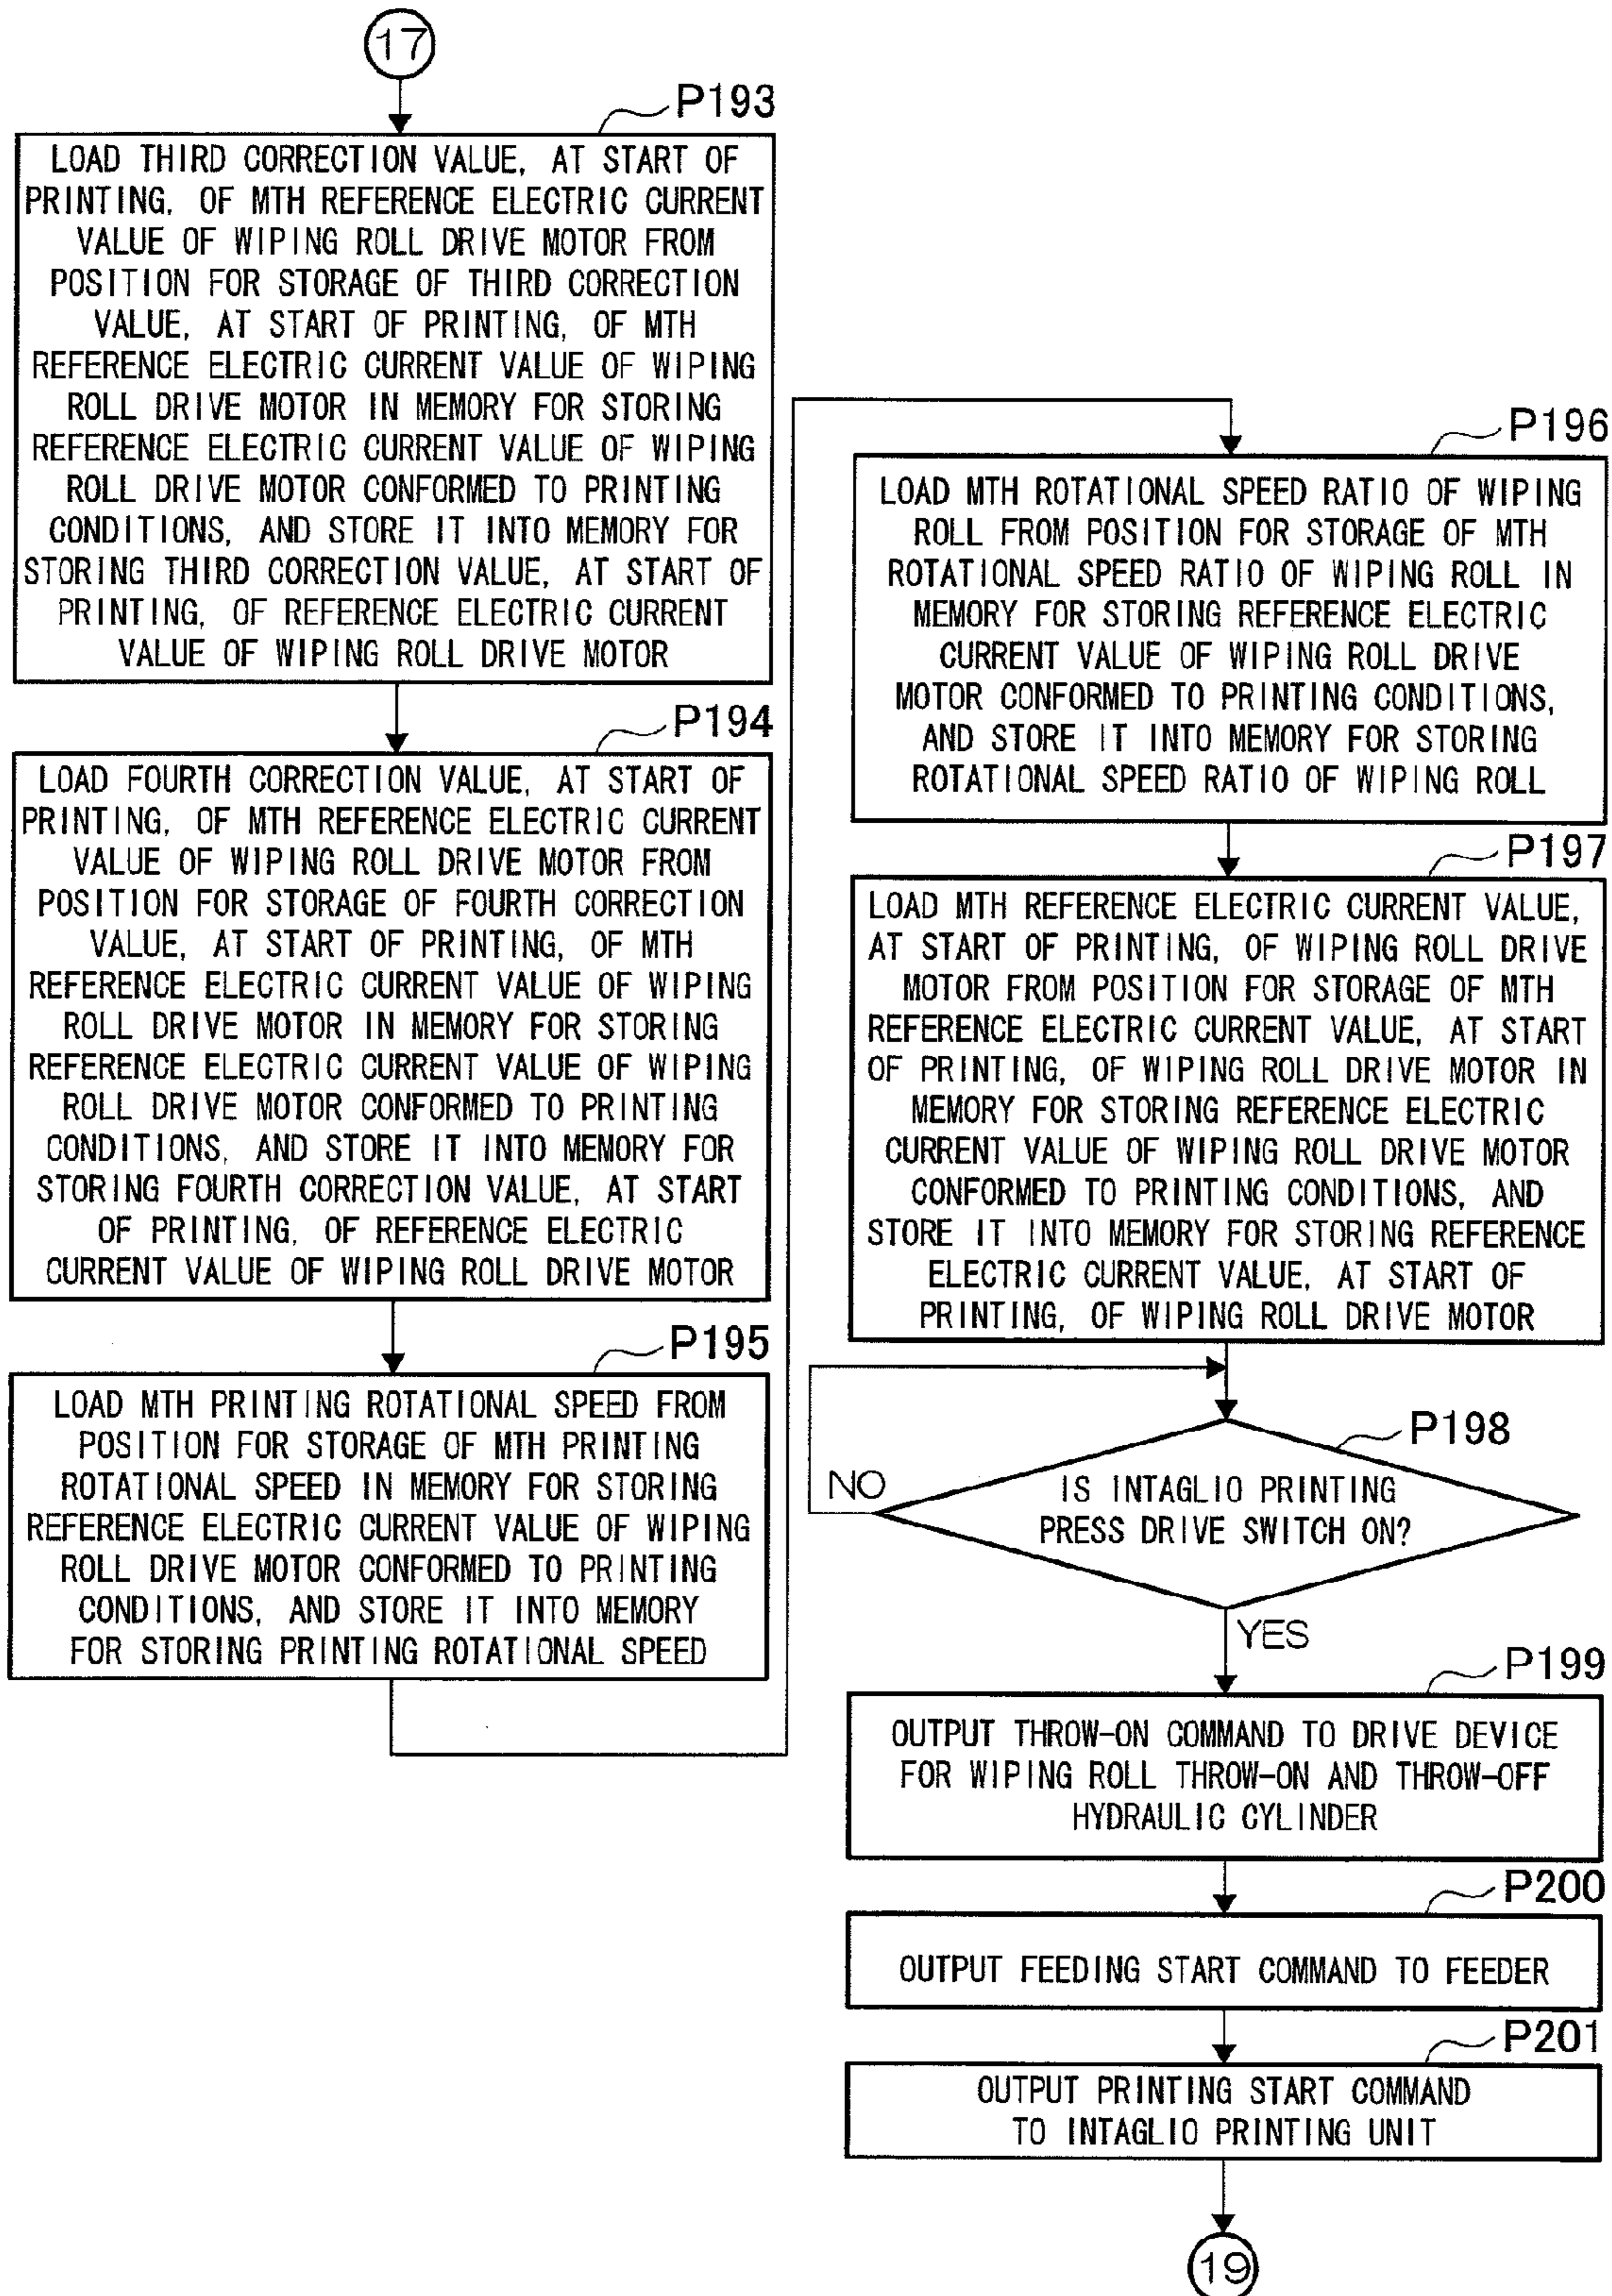 17
P193
LOAD THIRD CORRECTION VALUE, AT START OF
PRINTING, OF MTH REFERENCE ELECTRIC CURRENT
VALUE OF WIPING ROLL DRIVE MOTOR FROM
POSITION FOR STORAGE OF THIRD CORRECTION
VALUE, AT START OF PRINTING, OF MTH
REFERENCE ELECTRIC CURRENT VALUE OF WIPING
ROLL DRIVE MOTOR IN MEMORY FOR STORING
REFERENCE ELECTRIC CURRENT VALUE OF WIPING
ROLL DRIVE MOTOR CONFORMED TO PRINTING
CONDITIONS, AND STORE IT INTO MEMORY FOR
STORING THIRD CORRECTION VALUE, AT START OF
PRINTING, OF REFERENCE ELECTRIC CURRENT
VALUE OF WIPING ROLL DRIVE MOTOR
P194
LOAD FOURTH CORRECTION VALUE, AT START OF
PRINTING, OF MTH REFERENCE ELECTRIC CURRENT
VALUE OF WIPING ROLL DRIVE MOTOR FROM
POSITION FOR STORAGE OF FOURTH CORRECTION
VALUE, AT START OF PRINTING, OF MTH
REFERENCE ELECTRIC CURRENT VALUE OF WIPING
ROLL DRIVE MOTOR IN MEMORY FOR STORING
REFERENCE ELECTRIC CURRENT VALUE OF WIPING
ROLL DRIVE MOTOR CONFORMED TO PRINTING
CONDITIONS, AND STORE IT INTO MEMORY FOR
STORING FOURTH CORRECTION VALUE, AT START
OF PRINTING, OF REFERENCE ELECTRIC
CURRENT VALUE OF WIPING ROLL DRIVE MOTOR
P195
LOAD MTH PRINTING ROTATIONAL SPEED FROM
POSITION FOR STORAGE OF MTH PRINTING
ROTATIONAL SPEED IN MEMORY FOR STORING
REFERENCE ELECTRIC CURRENT VALUE OF WIPING
ROLL DRIVE MOTOR CONFORMED TO PRINTING
CONDITIONS, AND STORE IT INTO MEMORY
FOR STORING PRINTING ROTATIONAL SPEED
P196
LOAD MTH ROTATIONAL SPEED RATIO OF WIPING
ROLL FROM POSITION FOR STORAGE OF MTH
ROTATIONAL SPEED RATIO OF WIPING ROLL IN
MEMORY FOR STORING REFERENCE ELECTRIC
CURRENT VALUE OF WIPING ROLL DRIVE
MOTOR CONFORMED TO PRINTING CONDITIONS,
AND STORE IT INTO MEMORY FOR STORING
ROTATIONAL SPEED RATIO OF WIPING ROLL
P197
LOAD MTH REFERENCE ELECTRIC CURRENT VALUE,
AT START OF PRINTING, OF WIPING ROLL DRIVE
MOTOR FROM POSITION FOR STORAGE OF MTH
REFERENCE ELECTRIC CURRENT VALUE, AT START
OF PRINTING, OF WIPING ROLL DRIVE MOTOR IN
MEMORY FOR STORING REFERENCE ELECTRIC
CURRENT VALUE OF WIPING ROLL DRIVE MOTOR
CONFORMED TO PRINTING CONDITIONS, AND
STORE IT INTO MEMORY FOR STORING REFERENCE
ELECTRIC CURRENT VALUE, AT START OF
PRINTING, OF WIPING ROLL DRIVE MOTOR
P198
NO
IS INTAGLIO PRINTING
PRESS DRIVE SWITCH ON?
YES
P199
OUTPUT THROW-ON COMMAND TO DRIVE DEVICE
FOR WIPING ROLL THROW-ON AND THROW-OFF
HYDRAULIC CYLINDER
P200
OUTPUT FEEDING START COMMAND TO FEEDER
P201
OUTPUT PRINTING START COMMAND
TO INTAGLIO PRINTING UNIT
19